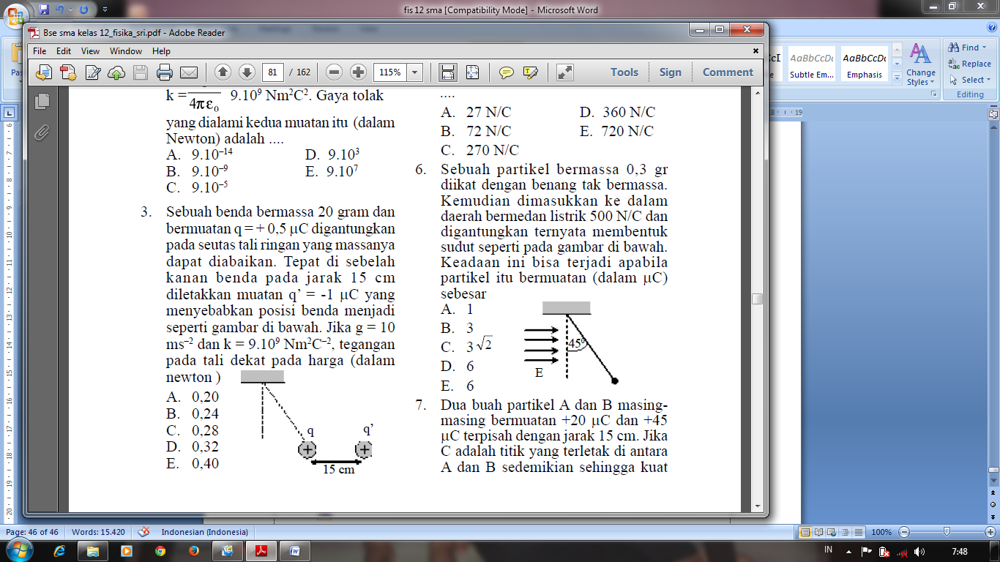 fis 12 sma [Compatibility Mode] - Microsoft Word
Bse sma kelas 12_fisika_sri.pdf - Adobe Reader
File Edit View Window Help
81 / 162 115% Tools Sign Comment
k = 4πε0 9.10⁹ Nm²C². Gaya tolak
yang dialami kedua muatan itu (dalam
Newton) adalah ....
A. 9.10⁻¹⁴ D. 9.10³
B. 9.10⁻⁹ E. 9.10⁷
C. 9.10⁻⁵
3. Sebuah benda bermassa 20 gram dan
bermuatan q = + 0,5 μC digantungkan
pada seutas tali ringan yang massanya
dapat diabaikan. Tepat di sebelah
kanan benda pada jarak 15 cm
diletakkan muatan q' = -1 μC yang
menyebabkan posisi benda menjadi
seperti gambar di bawah. Jika g = 10
ms⁻² dan k = 9.10⁹ Nm²C⁻², tegangan
pada tali dekat pada harga (dalam
newton )
A. 0,20
B. 0,24
C. 0,28
D. 0,32
E. 0,40
q q'
+ +
15 cm
....
A. 27 N/C D. 360 N/C
B. 72 N/C E. 720 N/C
C. 270 N/C
6. Sebuah partikel bermassa 0,3 gr
diikat dengan benang tak bermassa.
Kemudian dimasukkan ke dalam
daerah bermedan listrik 500 N/C dan
digantungkan ternyata membentuk
sudut seperti pada gambar di bawah.
Keadaan ini bisa terjadi apabila
partikel itu bermuatan (dalam μC)
sebesar
A. 1
B. 3
C. 3√2
D. 6
E. 6
45⁰
E
7. Dua buah partikel A dan B masing-
masing bermuatan +20 μC dan +45
μC terpisah dengan jarak 15 cm. Jika
C adalah titik yang terletak di antara
A dan B sedemikian sehingga kuat
AaBbCcDc AaBbCcDc
Subtle Em... Emphasis
Change
Styles
Find
Replace
Select
Editing
Page: 46 of 46 Words: 15.420 Indonesian (Indonesia) 100%
IN 7:48